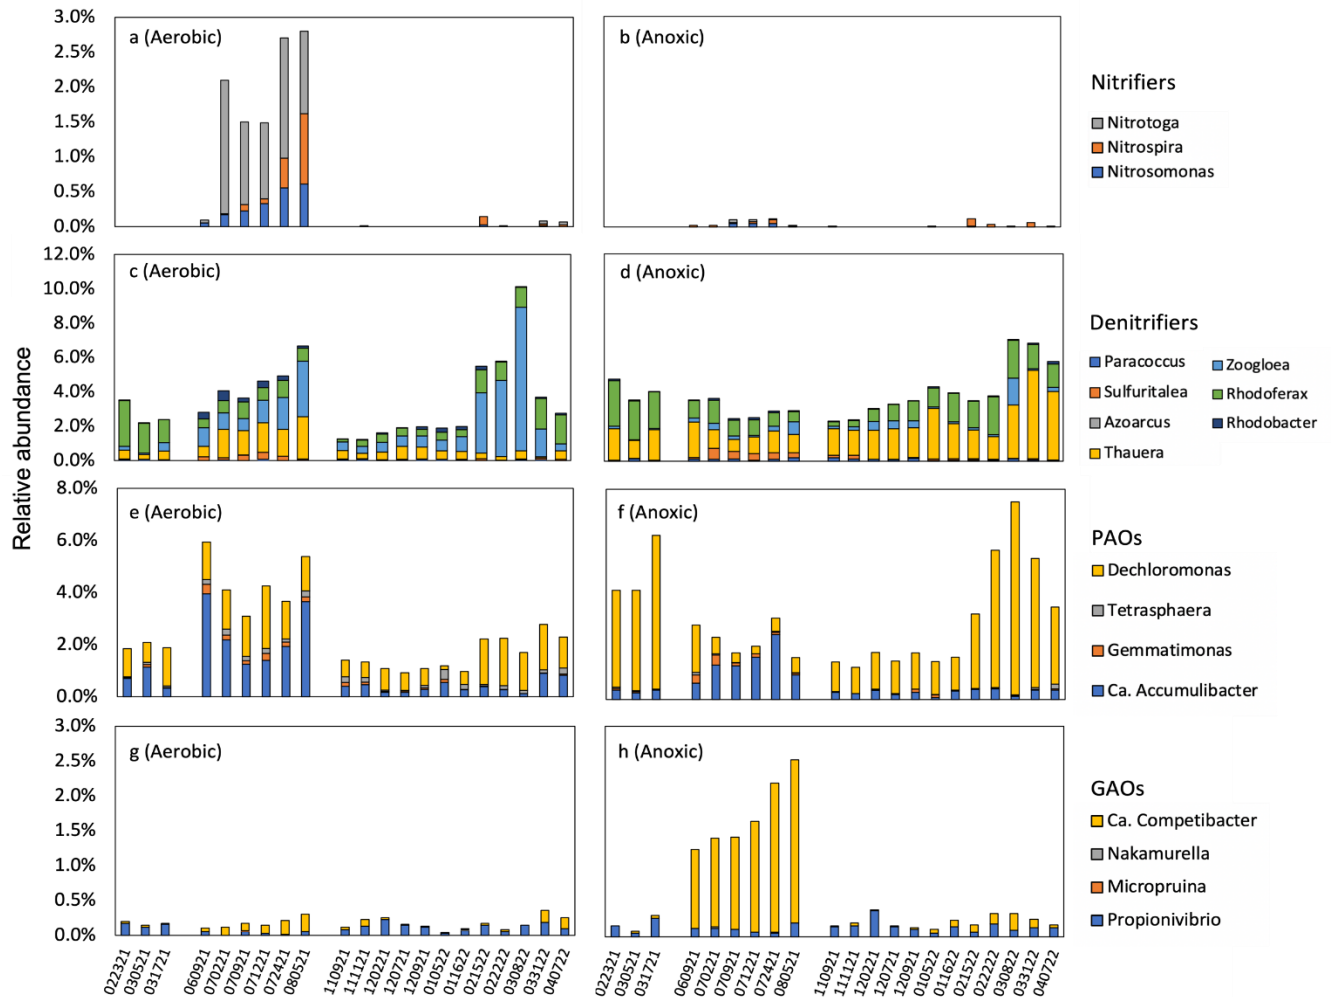 3.0%
2.5%
2.0%
1.5%
1.0%
0.5%
0.0%
a (Aerobic)
b (Anoxic)
Nitrifiers
Nitrotoga
Nitrospira
Nitrosomonas
12.0%
10.0%
8.0%
6.0%
4.0%
2.0%
0.0%
c (Aerobic)
d (Anoxic)
Denitrifiers
Paracoccus
Zoogloea
Sulfuritalea
Rhodoferax
Azoarcus
Rhodobacter
Thauera
Relative abundance
8.0%
6.0%
4.0%
2.0%
0.0%
e (Aerobic)
f (Anoxic)
PAOs
Dechloromonas
Tetrasphaera
Gemmatimonas
Ca. Accumulibacter
3.0%
2.5%
2.0%
1.5%
1.0%
0.5%
0.0%
g (Aerobic)
h (Anoxic)
GAOs
Ca. Competibacter
Nakamurella
Micropruina
Propionivibrio
022321
030521
031721
060921
070221
070921
071221
072421
080521
110921
111121
120221
120721
120921
010522
011622
021522
022222
030822
033122
040722
022321
030521
031721
060921
070221
070921
071221
072421
080521
110921
111121
120221
120721
120921
010522
011622
021522
022222
030822
033122
040722